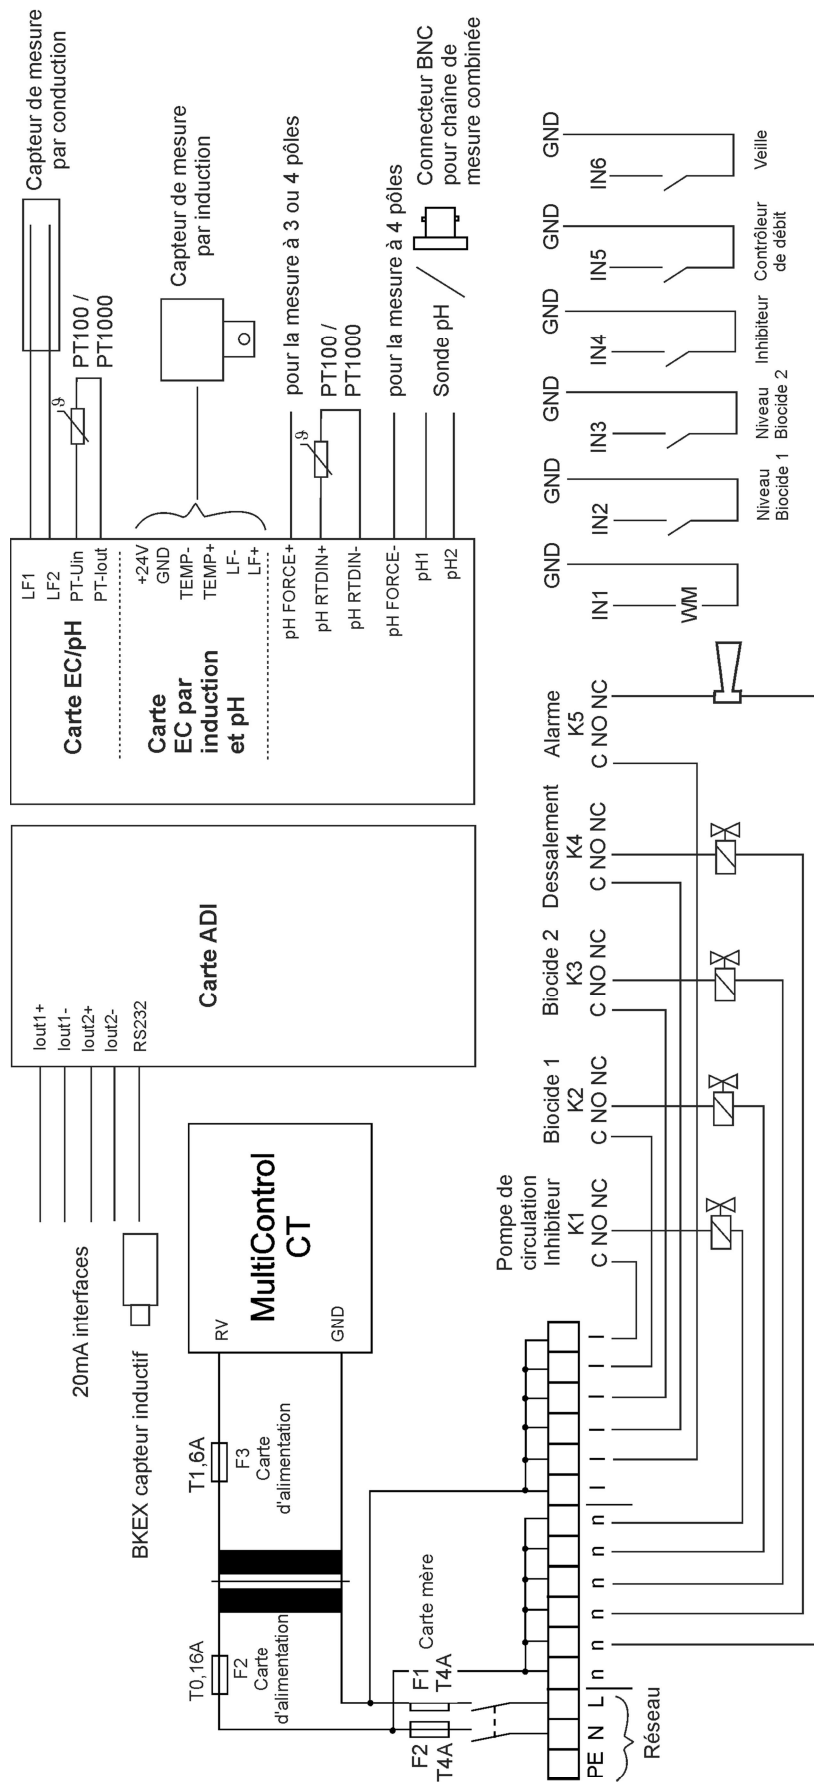 Iout1+
Iout1-
Iout2+
Iout2-
RS232
20mA interfaces
BKEX capteur inductif
Carte ADI
LF1
LF2
PT-Uin
PT-Iout
Carte EC/pH
Capteur de mesure
par conduction
ϑ
PT100 /
PT1000
+24V
GND
TEMP-
TEMP+
LF-
LF+
Carte
EC par
induction
et pH
Capteur de mesure
par induction
pH FORCE+
pH RTDIN+
pH RTDIN-
pH FORCE-
pH1
pH2
pour la mesure à 3 ou 4 pôles
ϑ
PT100 /
PT1000
pour la mesure à 4 pôles
Sonde pH
Connecteur BNC
pour chaîne de
mesure combinée
T0,16A
F2
Carte
d'alimentation
T1,6A
F3
Carte
d'alimentation
RV
GND
MultiControl
CT
F2
T4A
F1
T4A
Carte mère
PE N L n n n n n n l l l l l l
Réseau
Pompe de
circulation
Inhibiteur
K1
C NO NC
Biocide 1
K2
C NO NC
Biocide 2
K3
C NO NC
Dessalement
K4
C NO NC
Alarme
K5
C NO NC
IN1
GND
WM
IN2
GND
Niveau
Biocide 1
IN3
GND
Niveau
Biocide 2
IN4
GND
Inhibiteur
IN5
GND
Contrôleur
de débit
IN6
GND
Veille